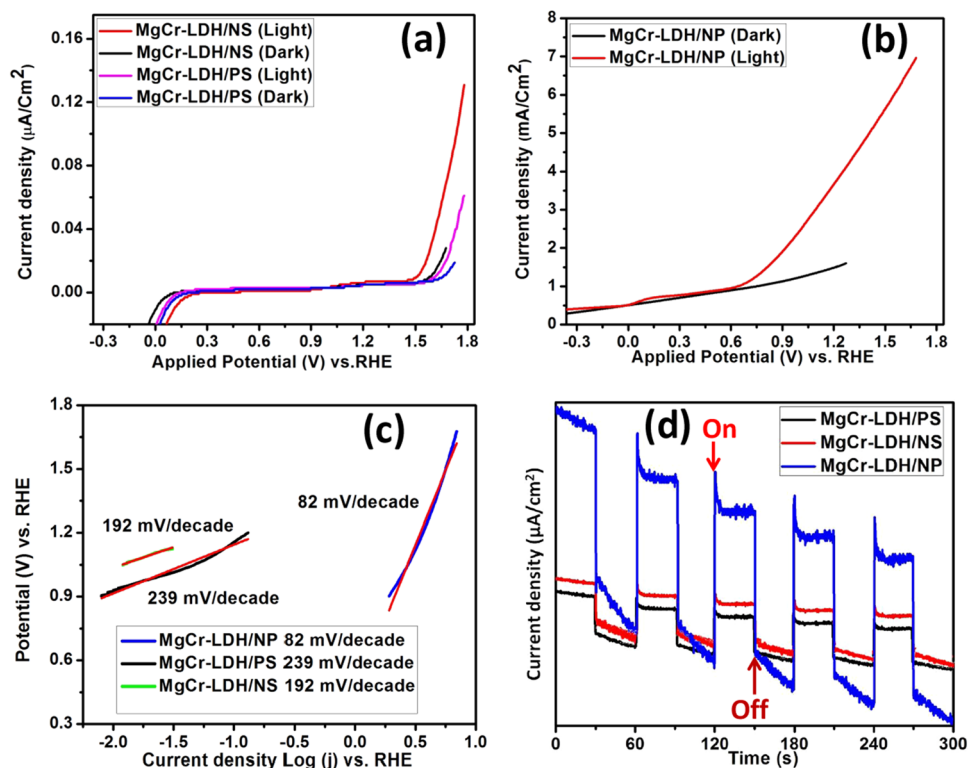 (a)
MgCr-LDH/NS (Light)
MgCr-LDH/NS (Dark)
MgCr-LDH/PS (Light)
MgCr-LDH/PS (Dark)
Current density (μA/Cm2)
0.16
0.12
0.08
0.04
0.00
-0.3 0.0 0.3 0.6 0.9 1.2 1.5 1.8
Applied Potential (V) vs.RHE
(b)
MgCr-LDH/NP (Dark)
MgCr-LDH/NP (Light)
Current density (mA/Cm2)
8
7
6
5
4
3
2
1
0
-0.3 0.0 0.3 0.6 0.9 1.2 1.5 1.8
Applied Potential (V) vs. RHE
(c)
Potential (V) vs. RHE
1.8
1.5
1.2
0.9
0.6
0.3
192 mV/decade
239 mV/decade
82 mV/decade
MgCr-LDH/NP 82 mV/decade
MgCr-LDH/PS 239 mV/decade
MgCr-LDH/NS 192 mV/decade
-2.0 -1.5 -1.0 -0.5 0.0 0.5 1.0
Current density Log (j) vs. RHE
(d)
On
Off
MgCr-LDH/PS
MgCr-LDH/NS
MgCr-LDH/NP
Current density (μA/cm2)
0 60 120 180 240 300
Time (s)